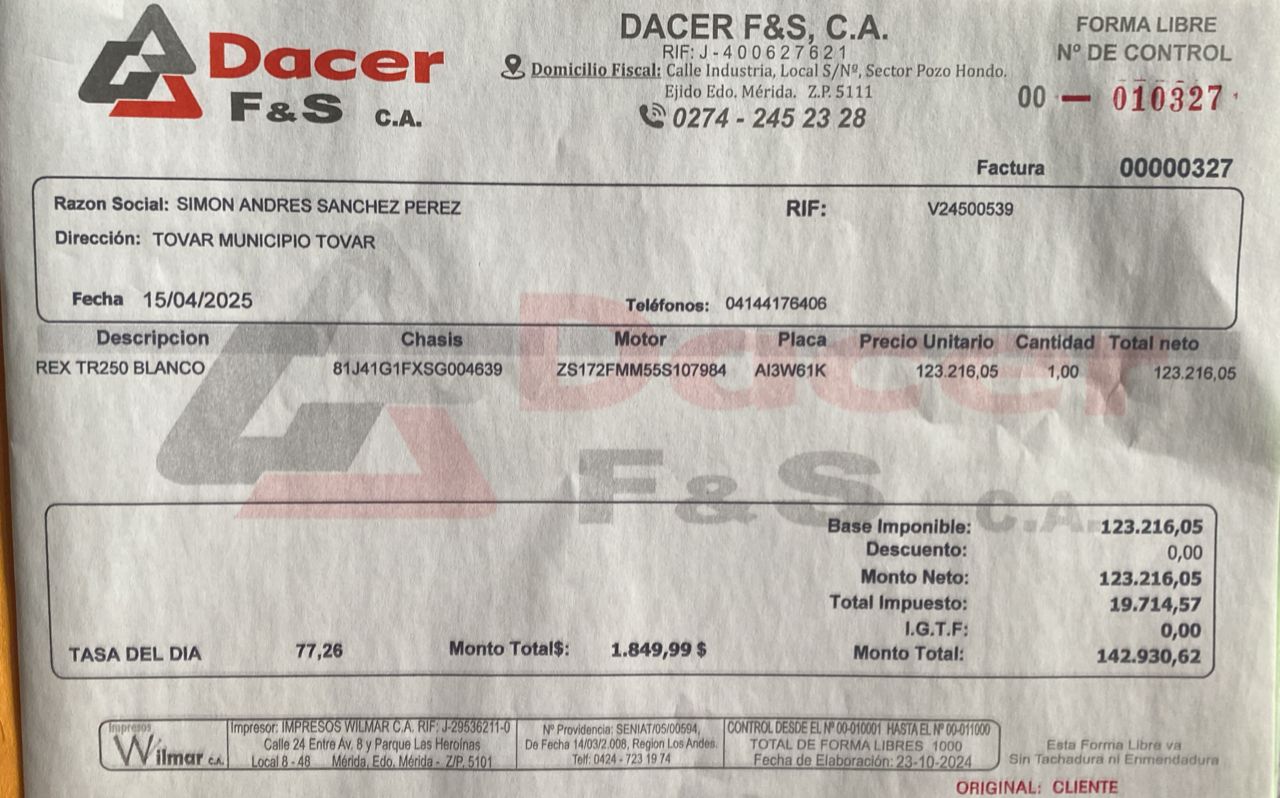 Dacer
F&S C.A.
DACER F&S, C.A.
RIF: J-400627621
Domicilio Fiscal: Calle Industria, Local S/Nº, Sector Pozo Hondo.
Ejido Edo. Mérida. Z.P. 5111
0274 - 245 23 28
FORMA LIBRE
Nº DE CONTROL
00 — 010327
Factura 00000327
Razon Social: SIMON ANDRES SANCHEZ PEREZ RIF: V24500539
Dirección: TOVAR MUNICIPIO TOVAR
Fecha 15/04/2025 Teléfonos: 04144176406
Descripcion Chasis Motor Placa Precio Unitario Cantidad Total neto
REX TR250 BLANCO 81J41G1FXSG004639 ZS172FMM55S107984 AI3W61K 123.216,05 1,00 123.216,05
Dacer
F&S C.A.
Base Imponible: 123.216,05
Descuento: 0,00
Monto Neto: 123.216,05
Total Impuesto: 19.714,57
I.G.T.F: 0,00
TASA DEL DIA 77,26 Monto Total$: 1.849,99 $ Monto Total: 142.930,62
Impresos
Wilmar C.A.
Impresor: IMPRESOS WILMAR C.A. RIF: J-29536211-0
Calle 24 Entre Av. 8 y Parque Las Heroínas
Local 8 - 48 Mérida, Edo. Mérida - Z/P. 5101
Nº Providencia: SENIAT/05/00594,
De Fecha 14/03/2.008, Region Los Andes.
Telf: 0424 - 723 19 74
CONTROL DESDE EL Nº 00-010001 HASTA EL Nº 00-011000
TOTAL DE FORMA LIBRES 1000
Fecha de Elaboración: 23-10-2024
Esta Forma Libre va
Sin Tachadura ni Enmendadura
ORIGINAL: CLIENTE